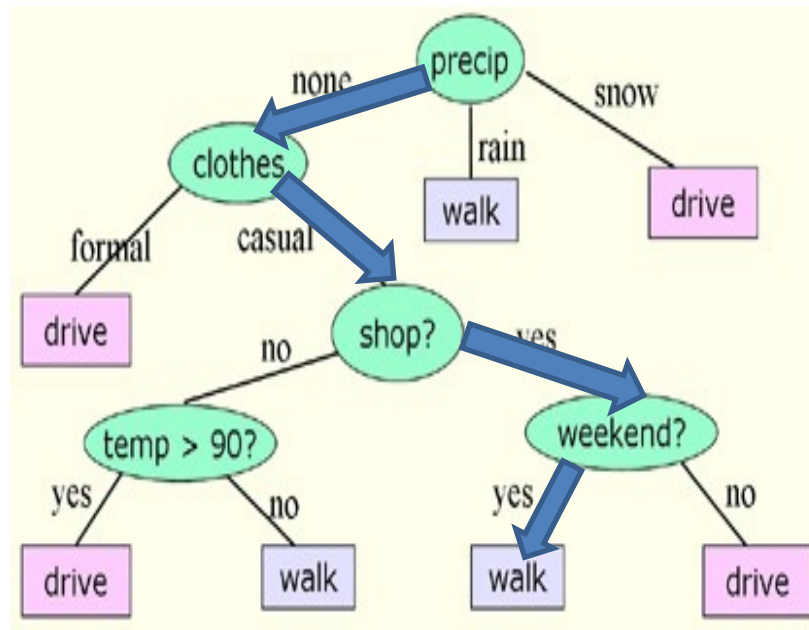 precip
none
snow
rain
clothes
walk
drive
formal
casual
drive
shop?
no
yes
temp > 90?
weekend?
yes
no
yes
no
drive
walk
walk
drive